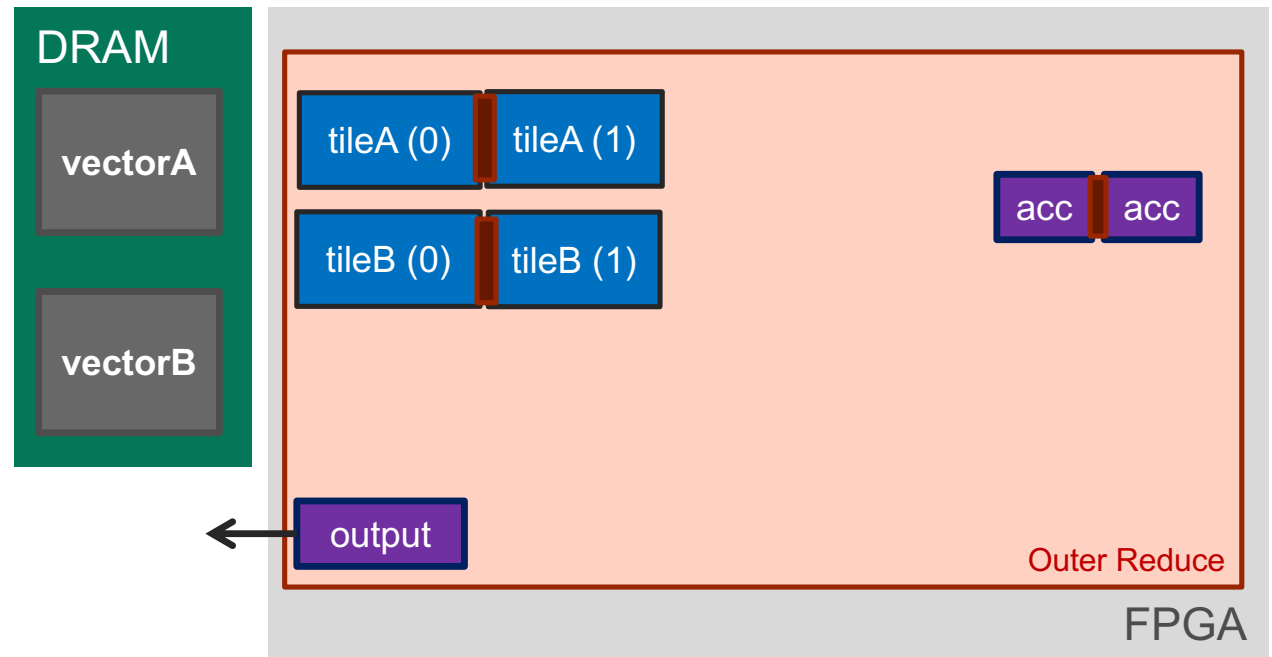 DRAM
vectorA
vectorB
tileA (0)
tileA (1)
tileB (0)
tileB (1)
acc
acc
output
Outer Reduce
FPGA